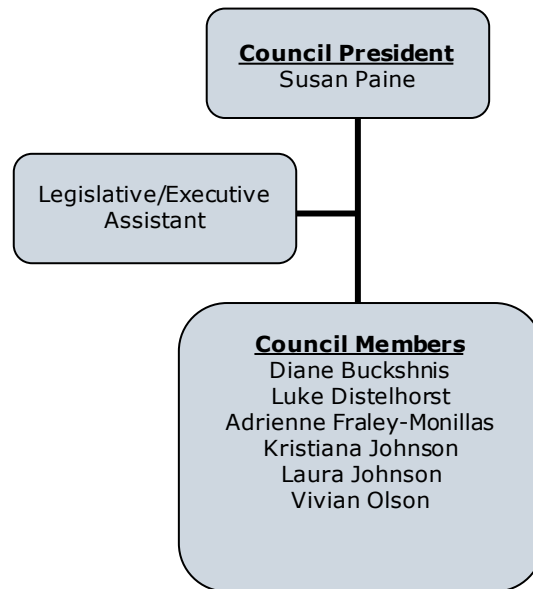 Council President
Susan Paine
Legislative/Executive
Assistant
Council Members
Diane Buckshnis
Luke Distelhorst
Adrienne Fraley-Monillas
Kristiana Johnson
Laura Johnson
Vivian Olson